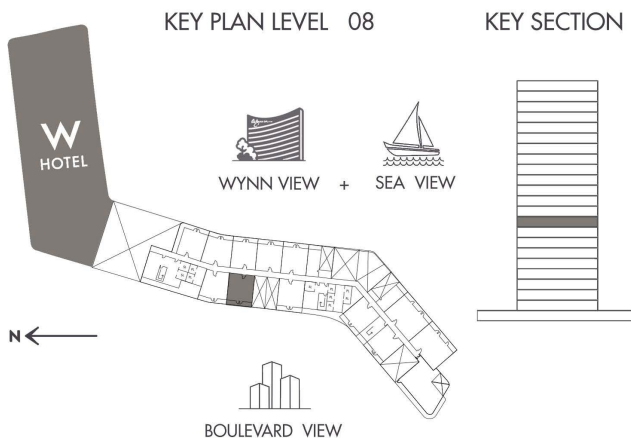 KEY PLAN LEVEL 08
KEY SECTION
W
HOTEL
WYNN VIEW + SEA VIEW
N
BOULEVARD VIEW